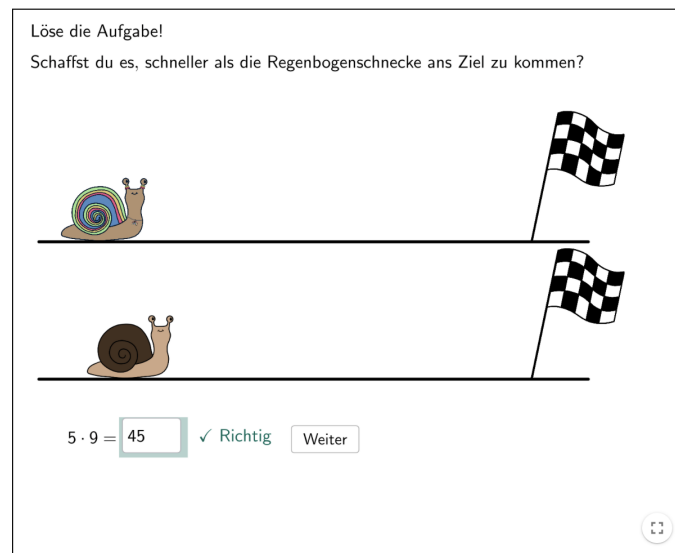 Löse die Aufgabe!
Schaffst du es, schneller als die Regenbogenschnecke ans Ziel zu kommen?
5 · 9 = 45 ✓ Richtig Weiter